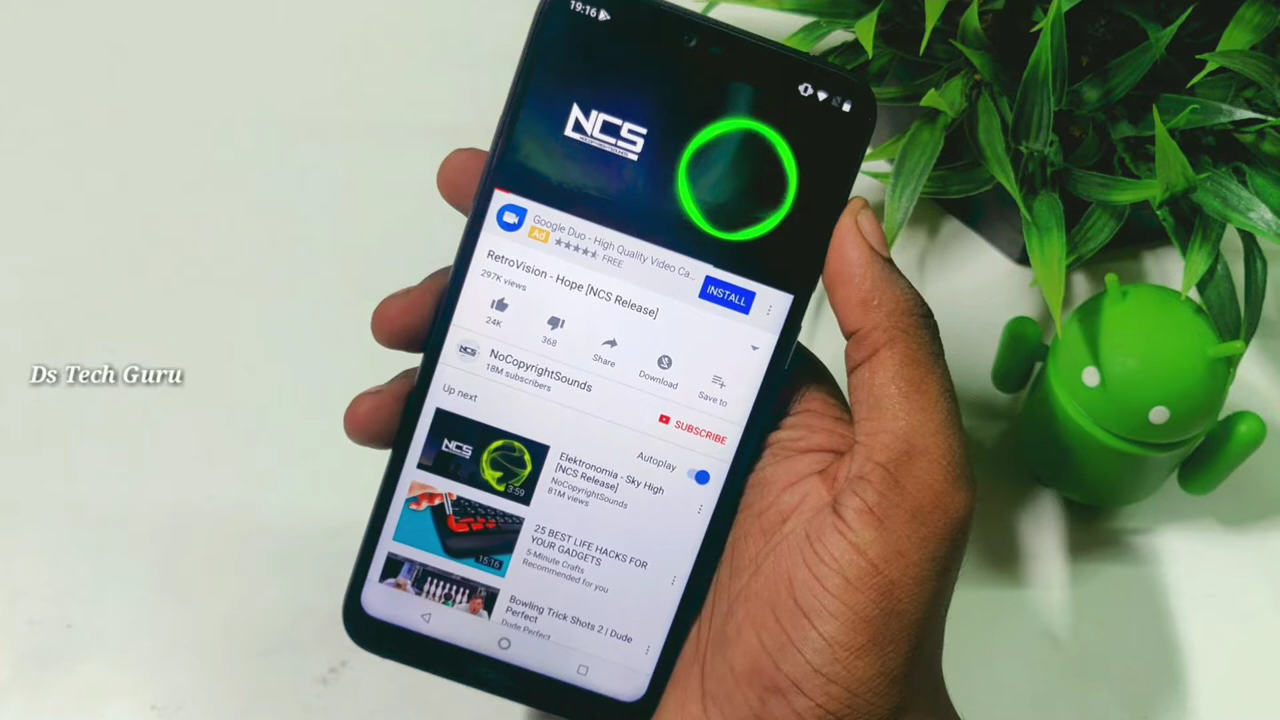 19:16
NCS
Google Duo - High Quality Video Ca...
Ad
FREE
INSTALL
RetroVision - Hope [NCS Release]
297K views
24K
368
Share
Download
Save to
NCS
NoCopyrightSounds
18M subscribers
SUBSCRIBE
Up next
Autoplay
NCS
3:59
Elektronomia - Sky High
[NCS Release]
NoCopyrightSounds
81M views
15:16
25 BEST LIFE HACKS FOR
YOUR GADGETS
5-Minute Crafts
Recommended for you
Bowling Trick Shots 2 | Dude
Perfect
Dude Perfect
Ds Tech Guru